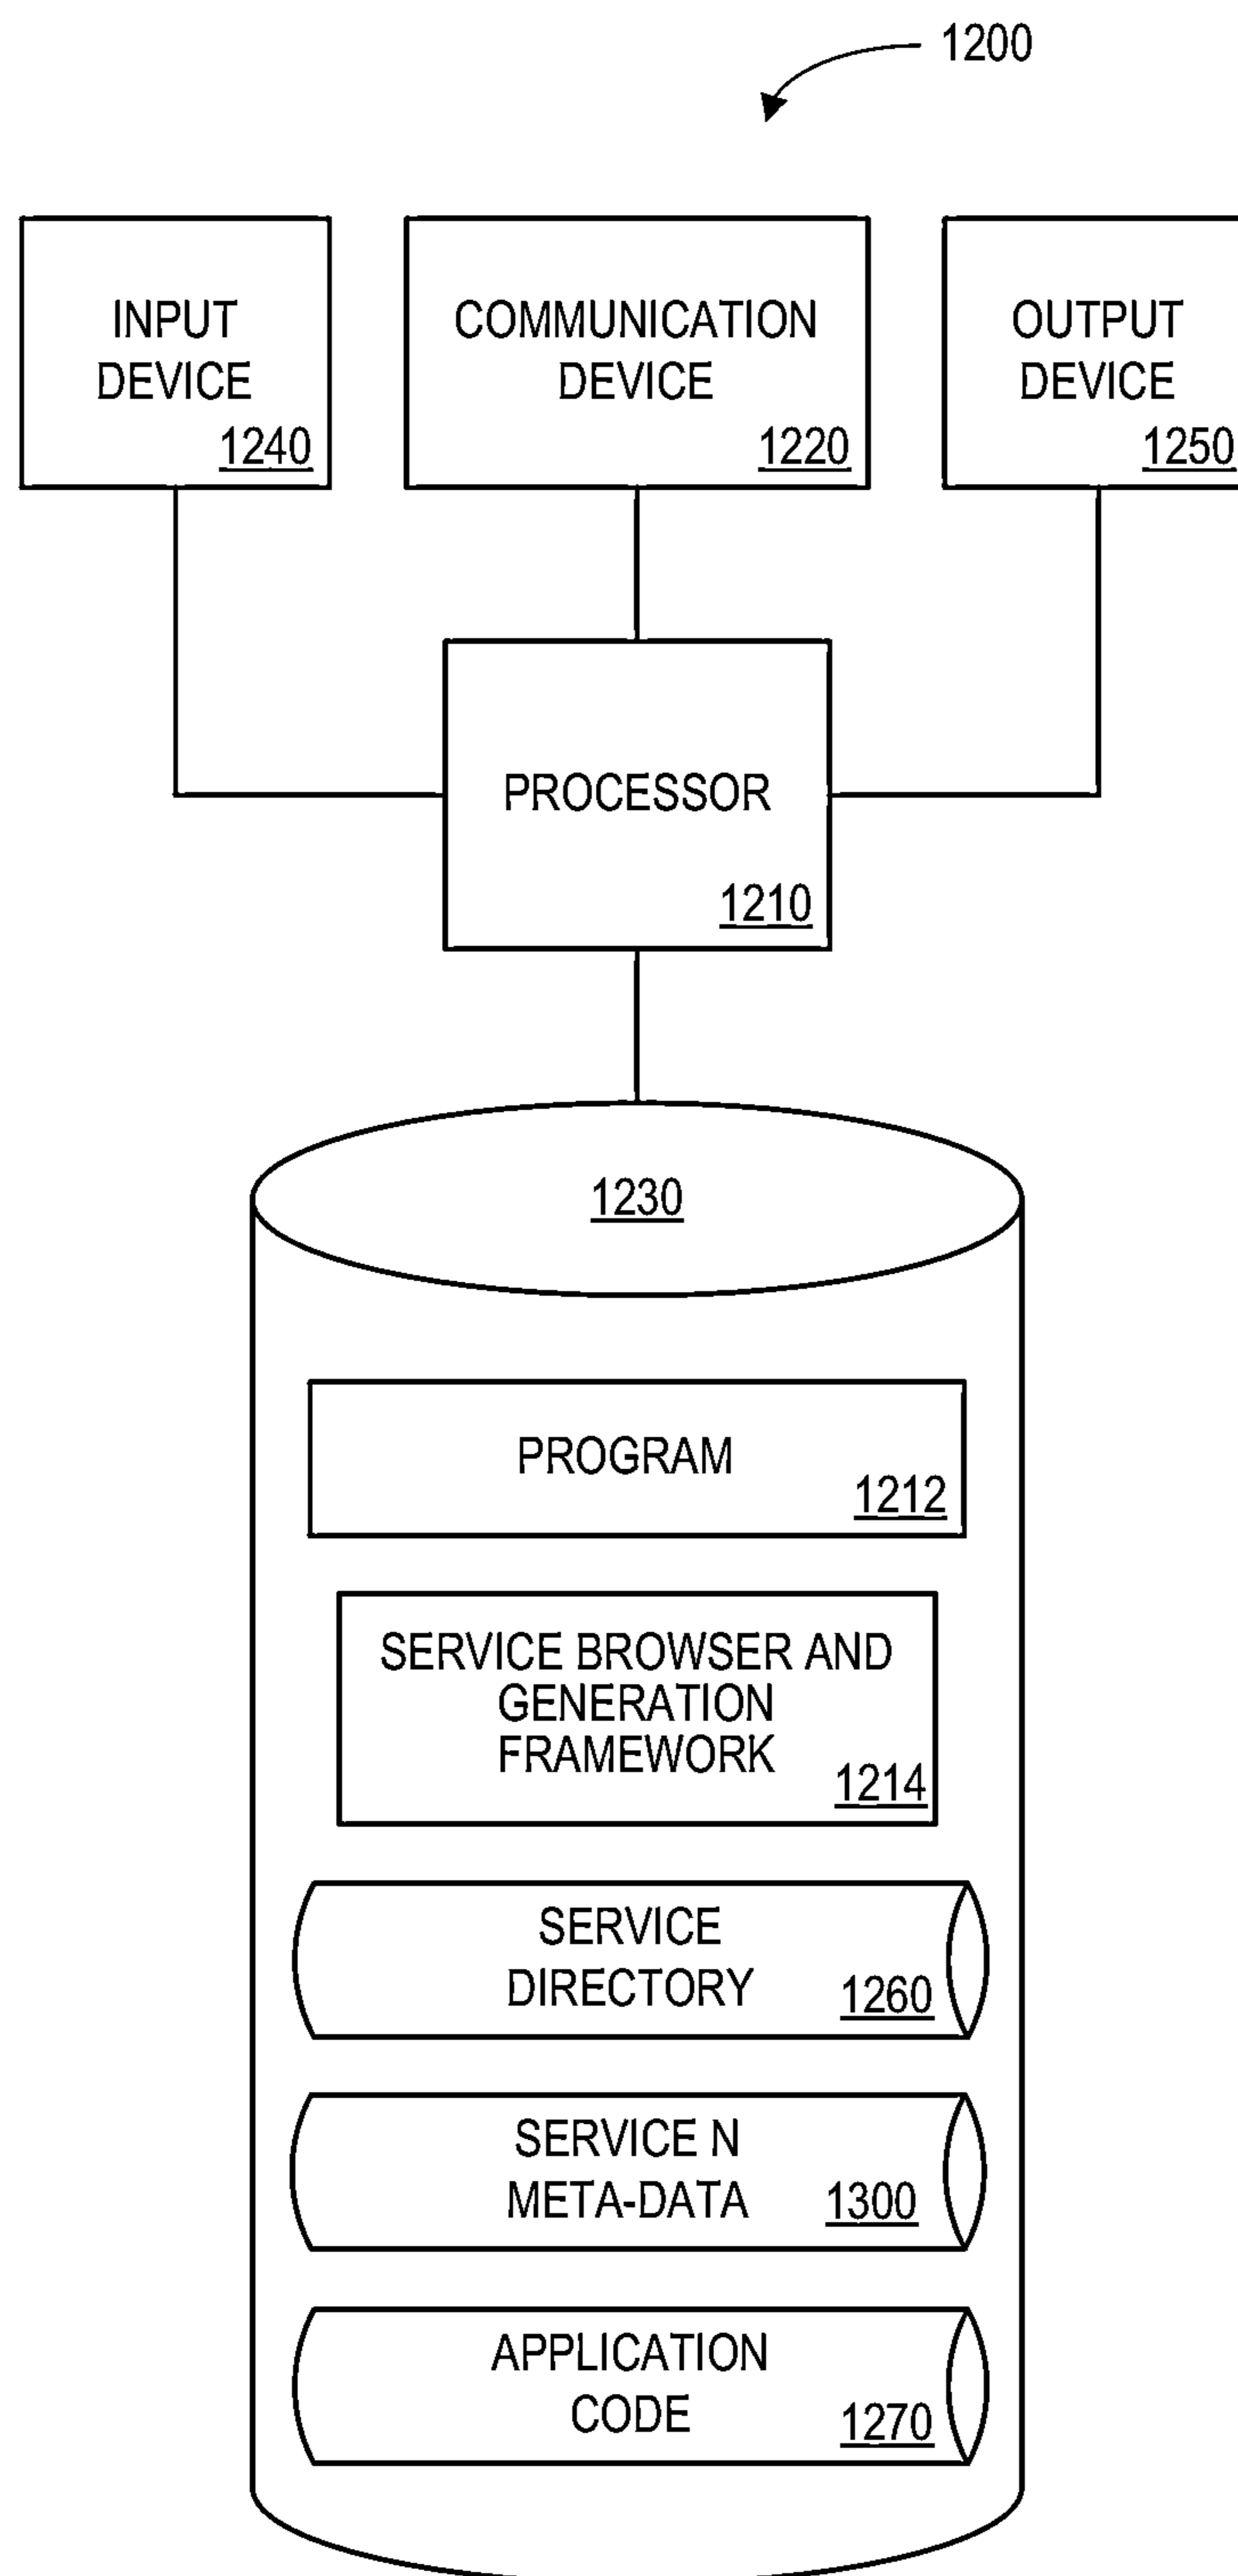 1200
INPUT
DEVICE
1240
COMMUNICATION
DEVICE
1220
OUTPUT
DEVICE
1250
PROCESSOR
1210
1230
PROGRAM
1212
SERVICE BROWSER AND
GENERATION
FRAMEWORK
1214
SERVICE
DIRECTORY
1260
SERVICE N
META-DATA
1300
APPLICATION
CODE
1270